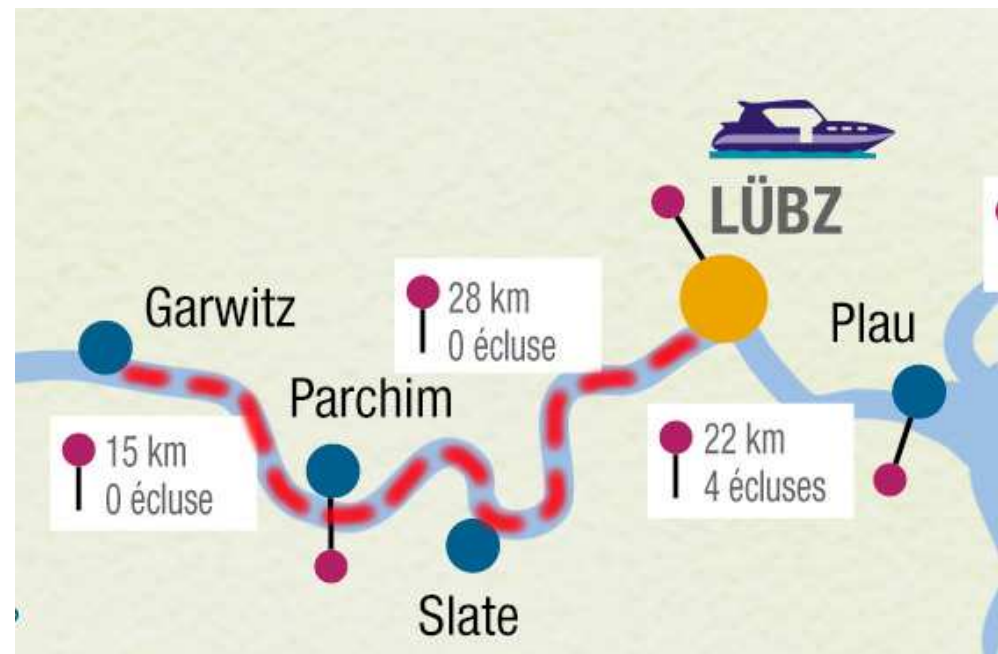 LÜBZ
Garwitz
28 km
0 écluse
Plau
Parchim
15 km
0 écluse
22 km
4 écluses
Slate